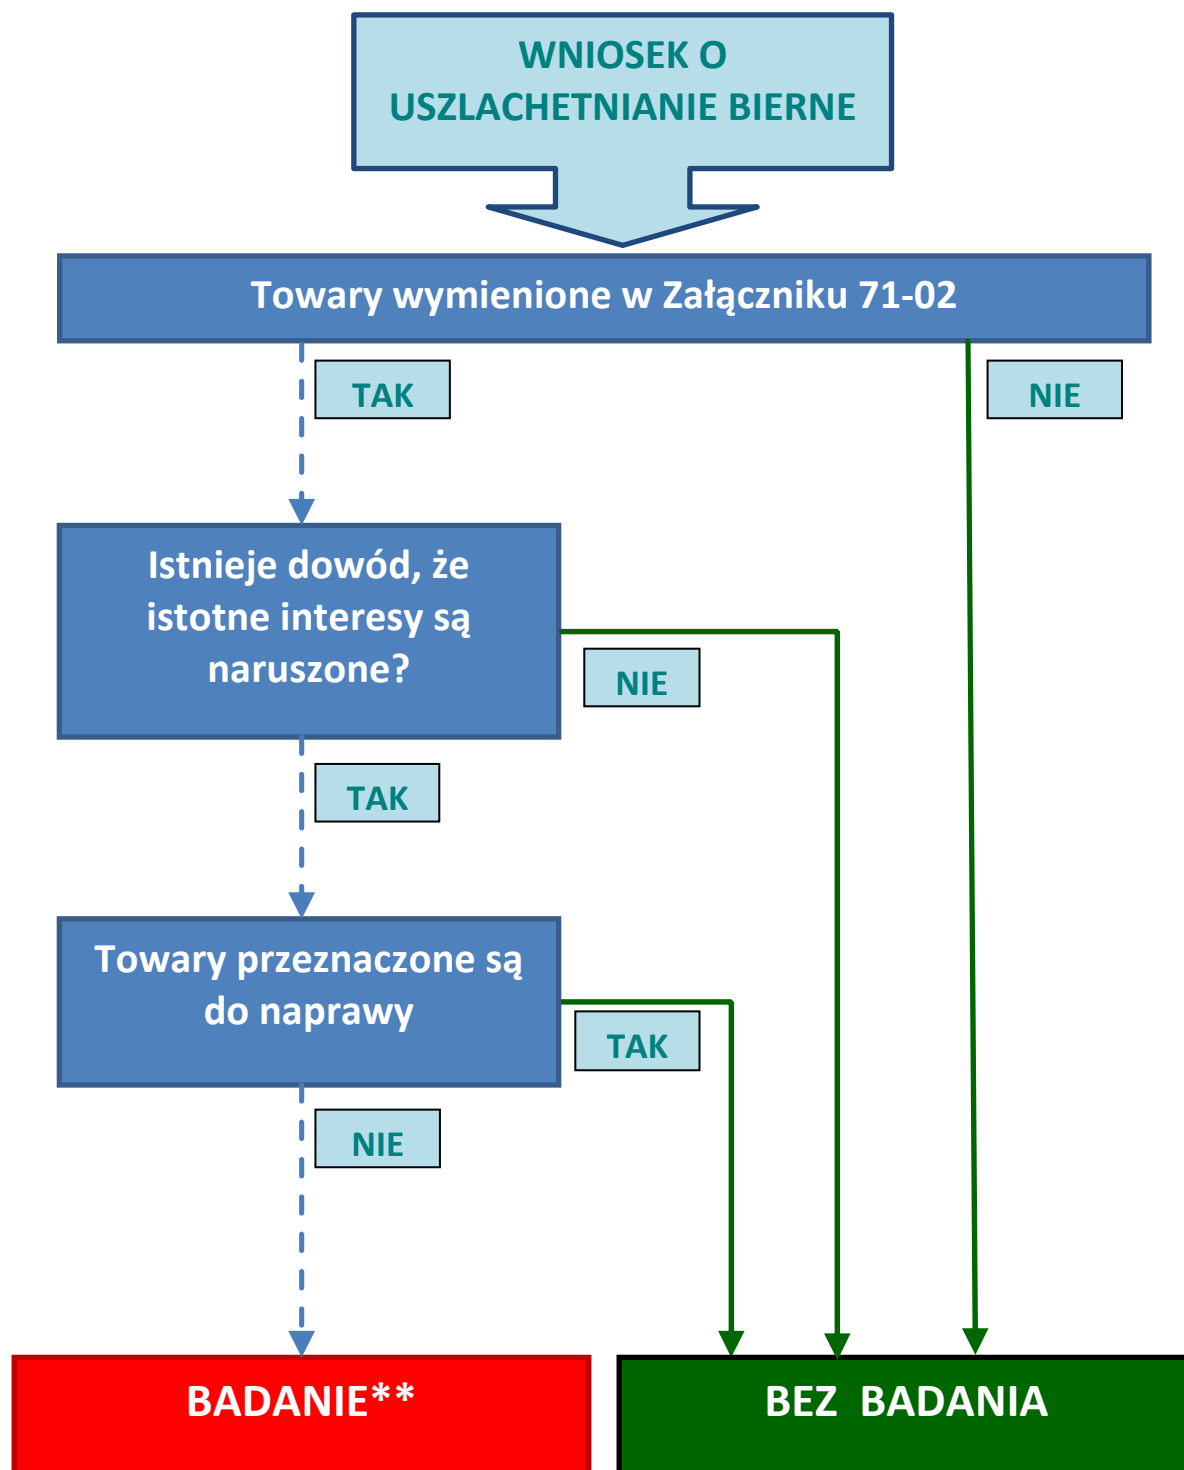 WNIOSEK O
USZLACHETNIANIE BIERNE
Towary wymienione w Załączniku 71-02
TAK
NIE
Istnieje dowód, że
istotne interesy są
naruszone?
NIE
TAK
Towary przeznaczone są
do naprawy
TAK
NIE
BADANIE**
BEZ BADANIA